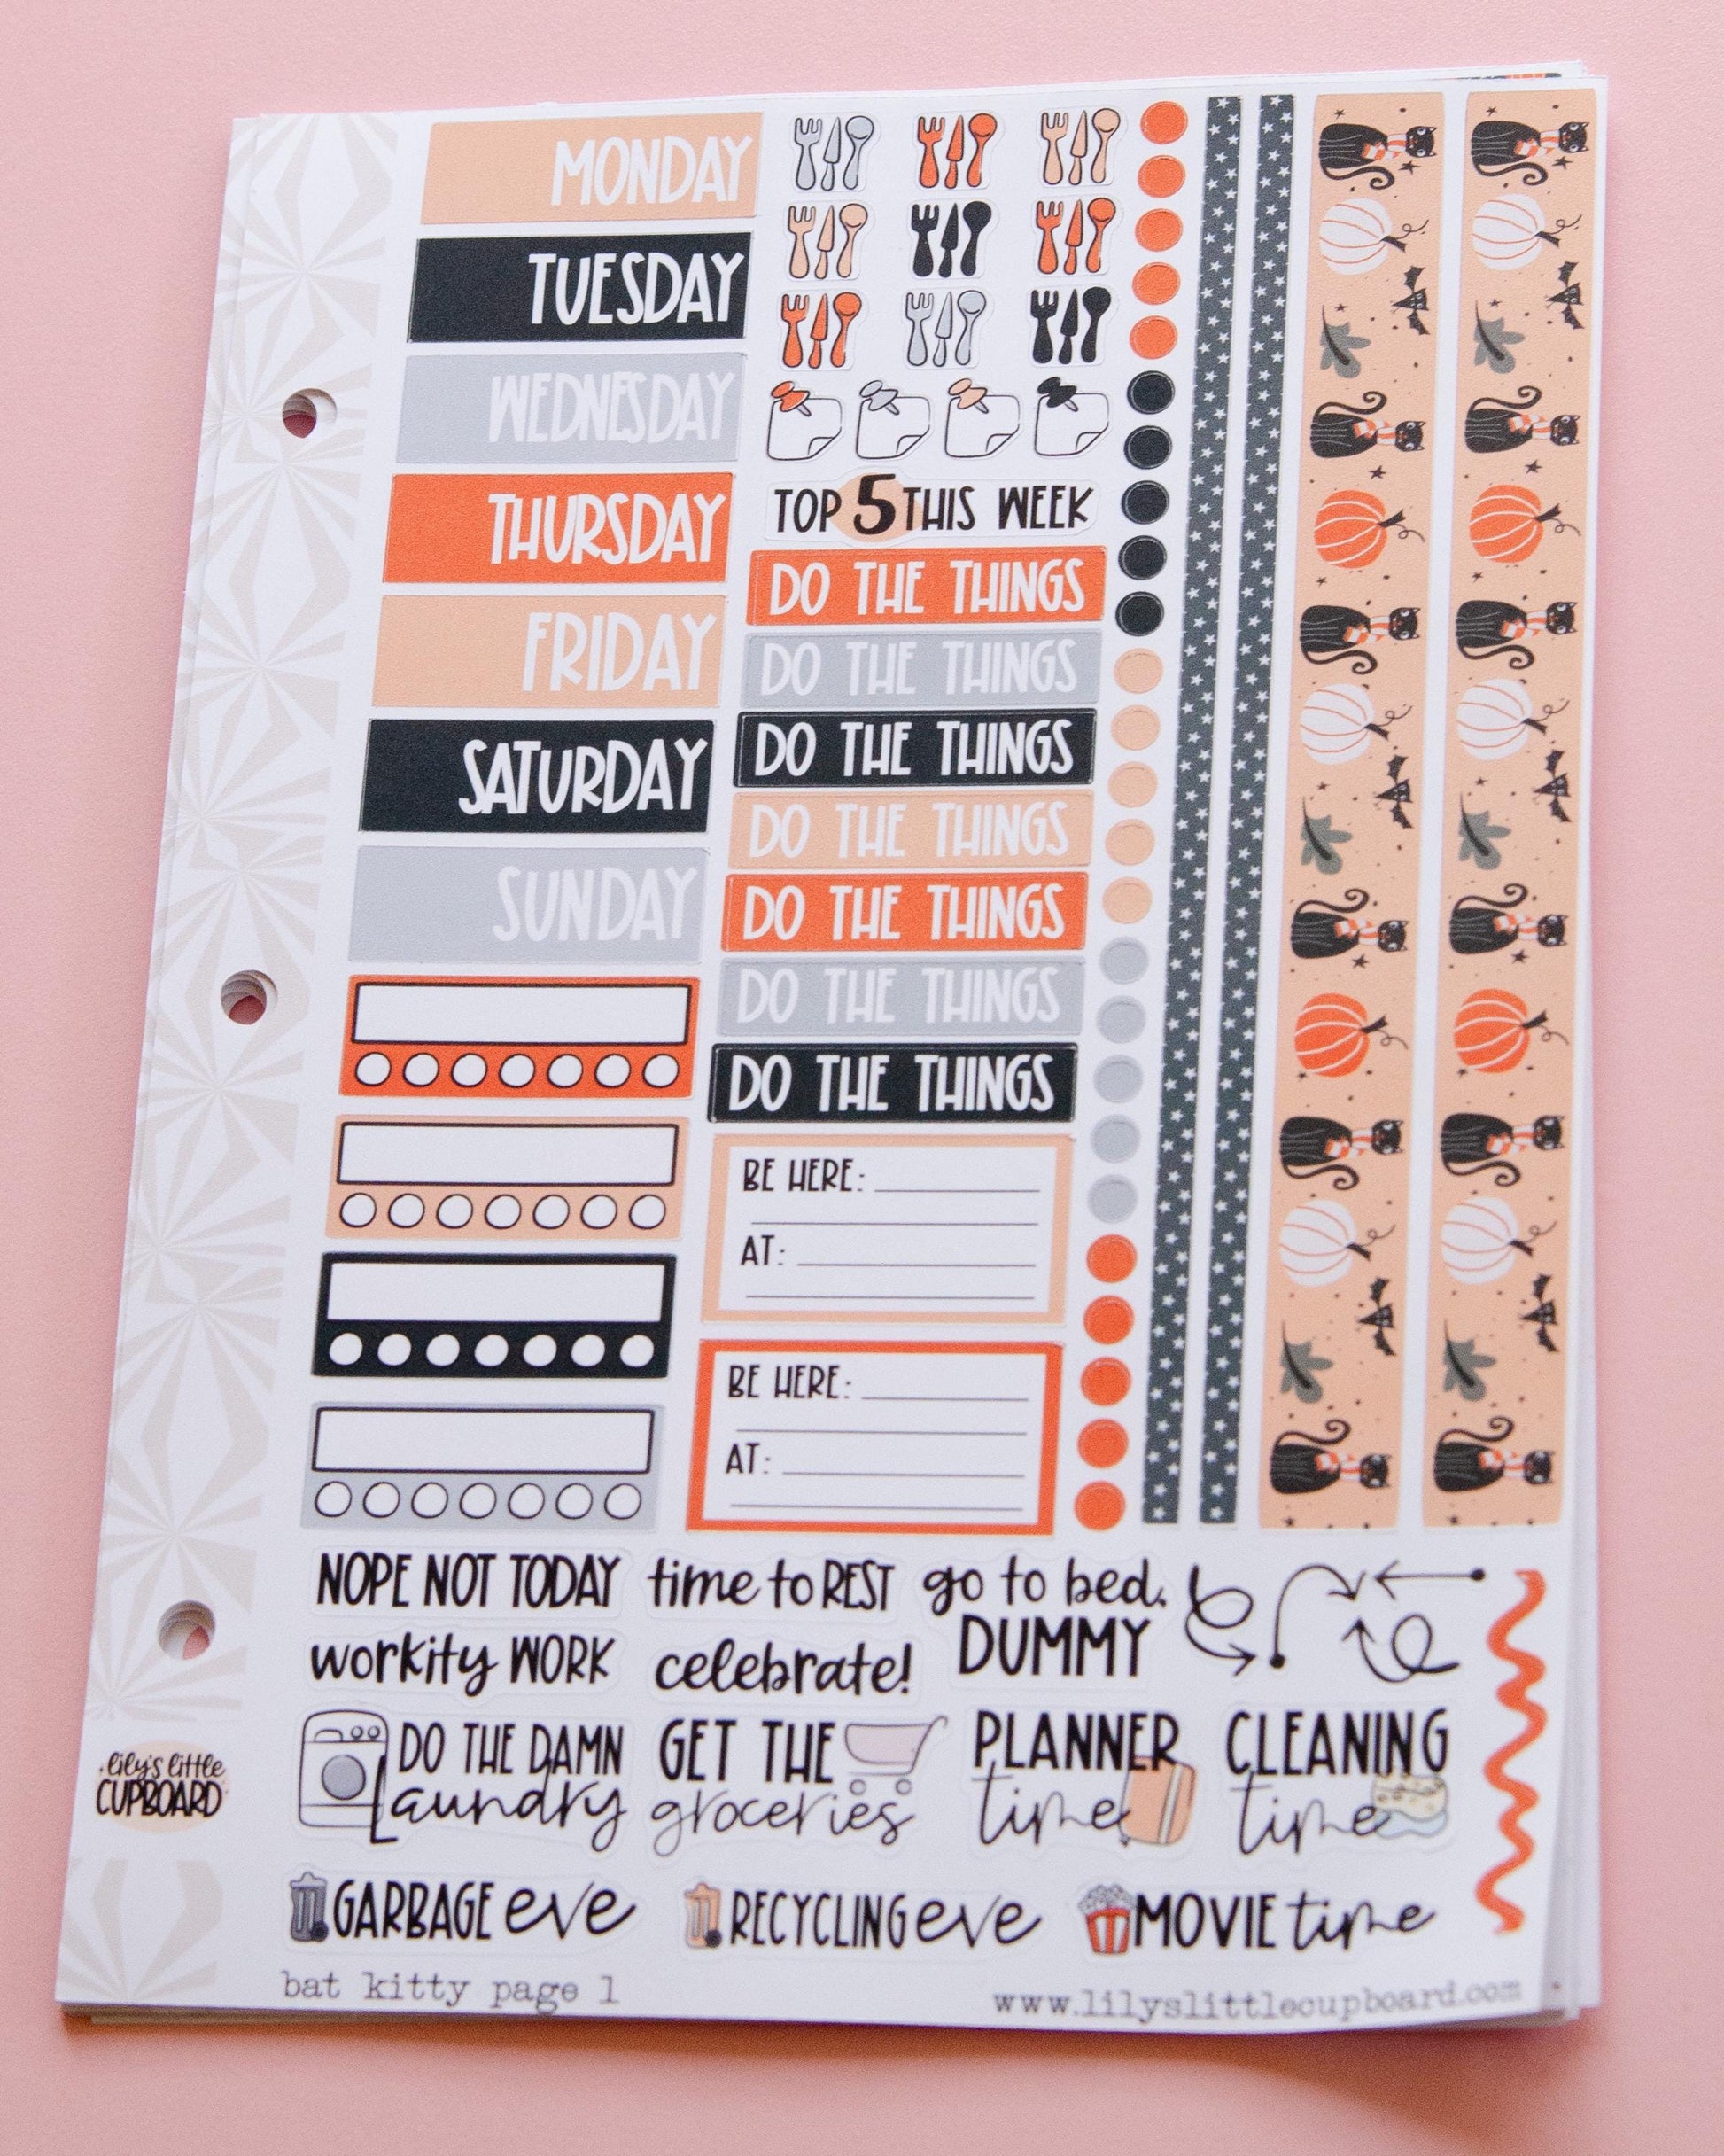 MONDAY
TUESDAY
WEDNESDAY
THURSDAY
FRIDAY
SATURDAY
SUNDAY
TOP 5 THIS WEEK
DO THE THINGS
DO THE THINGS
DO THE THINGS
DO THE THINGS
DO THE THINGS
DO THE THINGS
DO THE THINGS
BE HERE:
AT:
BE HERE:
AT:
NOPE NOT TODAY
time to REST
go to bed,
DUMMY
workity WORK
celebrate!
DO THE DAMN
laundry
GET THE
groceries
PLANNER
time
CLEANING
time
lily's little
CUPBOARD
GARBAGE eve
RECYCLING eve
MOVIE time
bat kitty page 1
www.lilyslittlecupboard.com